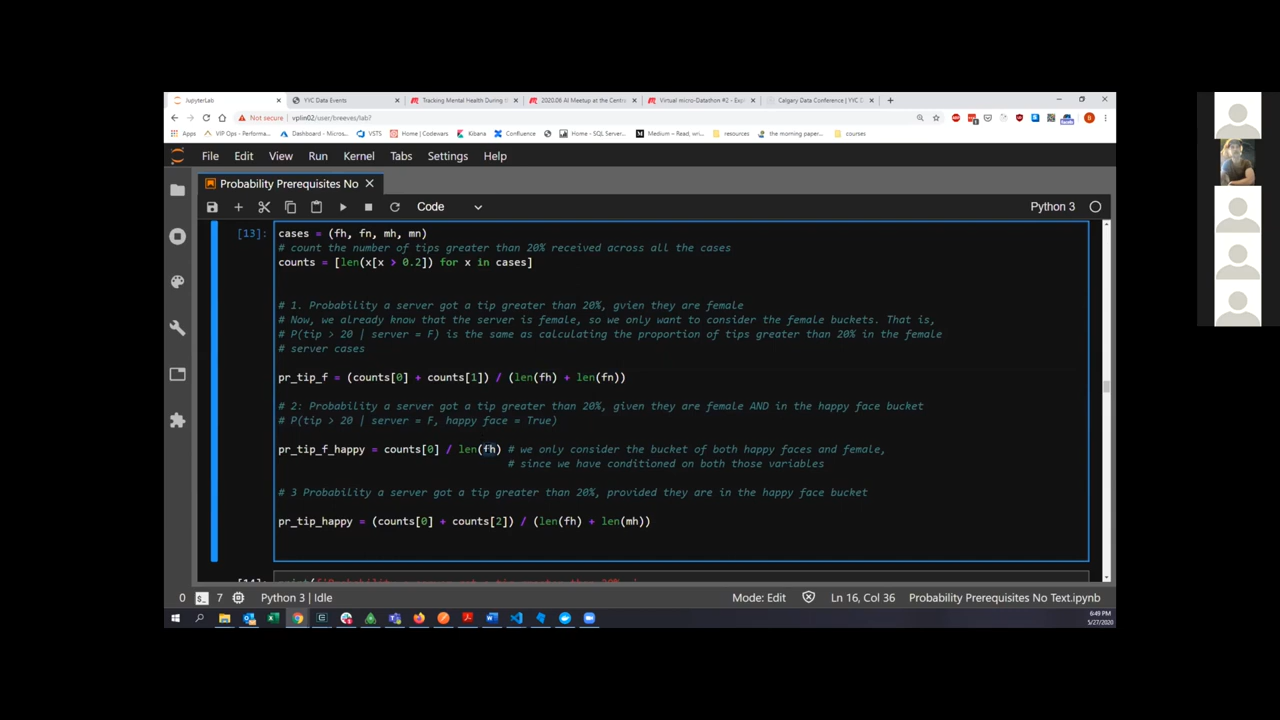 JupyterLab
YYC Data Events
Tracking Mental Health During th
2020.06 AI Meetup at the Centre
Virtual micro-Datathon #2 - Exp
Calgary Data Conference | YYC D
Not secure | vplin02/user/breeves/lab?
Apps
VIP Ops - Performa...
Dashboard - Micros...
VSTS
Home | Codewars
Kibana
Confluence
Home - SQL Server...
Medium – Read, wri...
resources
the morning paper...
courses
File Edit View Run Kernel Tabs Settings Help
Probability Prerequisites No
Code
Python 3
[13]:
cases = (fh, fn, mh, mn)
# count the number of tips greater than 20% received across all the cases
counts = [len(x[x > 0.2]) for x in cases]
# 1. Probability a server got a tip greater than 20%, gvien they are female
# Now, we already know that the server is female, so we only want to consider the female buckets. That is,
# P(tip > 20 | server = F) is the same as calculating the proportion of tips greater than 20% in the female
# server cases
pr_tip_f = (counts[0] + counts[1]) / (len(fh) + len(fn))
# 2: Probability a server got a tip greater than 20%, given they are female AND in the happy face bucket
# P(tip > 20 | server = F, happy face = True)
pr_tip_f_happy = counts[0] / len(fh) # we only consider the bucket of both happy faces and female,
# since we have conditioned on both those variables
# 3 Probability a server got a tip greater than 20%, provided they are in the happy face bucket
pr_tip_happy = (counts[0] + counts[2]) / (len(fh) + len(mh))
0
7
Python 3 | Idle
Mode: Edit
Ln 16, Col 36
Probability Prerequisites No Text.ipynb
6:49 PM
5/27/2020